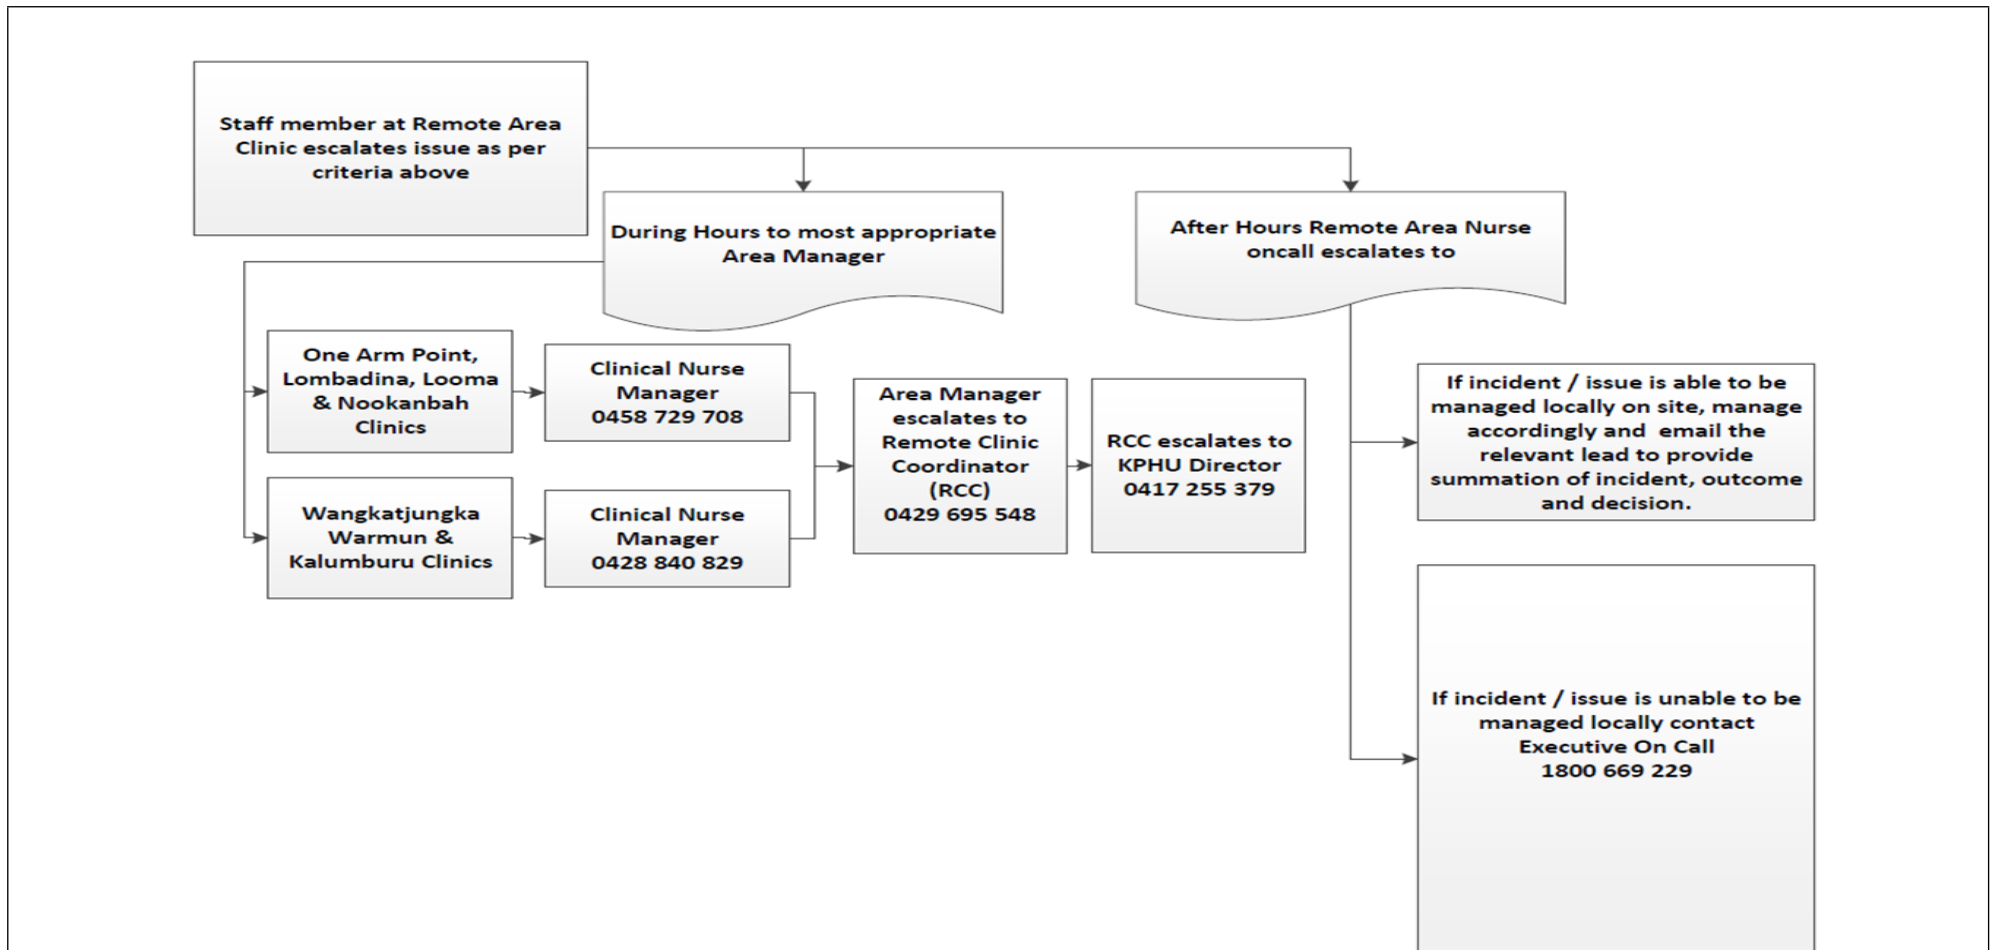 Staff member at Remote Area
Clinic escalates issue as per
criteria above
During Hours to most appropriate
Area Manager
After Hours Remote Area Nurse
oncall escalates to
One Arm Point,
Lombadina, Looma
& Nookanbah
Clinics
Clinical Nurse
Manager
0458 729 708
Wangkatjungka
Warmun &
Kalumburu Clinics
Clinical Nurse
Manager
0428 840 829
Area Manager
escalates to
Remote Clinic
Coordinator
(RCC)
0429 695 548
RCC escalates to
KPHU Director
0417 255 379
If incident / issue is able to be
managed locally on site, manage
accordingly and email the
relevant lead to provide
summation of incident, outcome
and decision.
If incident / issue is unable to be
managed locally contact
Executive On Call
1800 669 229